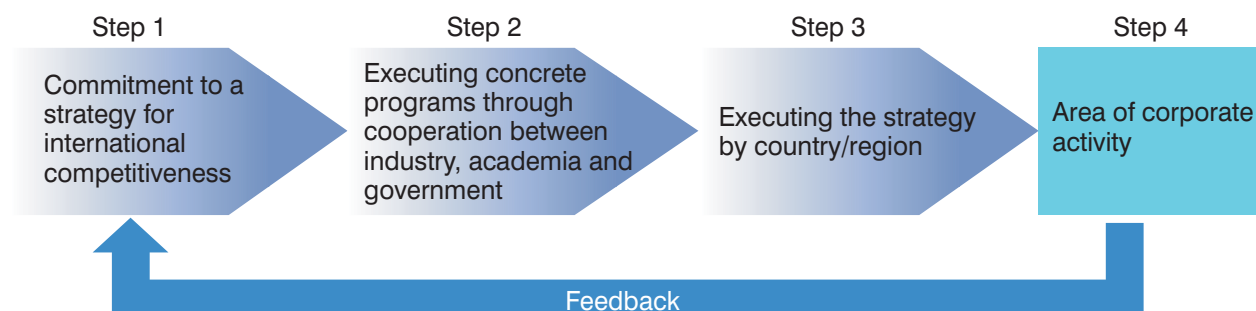 Step 1
Step 2
Step 3
Step 4
Commitment to a
strategy for
international
competitiveness
Executing concrete
programs through
cooperation between
industry, academia and
government
Executing the strategy
by country/region
Area of corporate
activity
Feedback